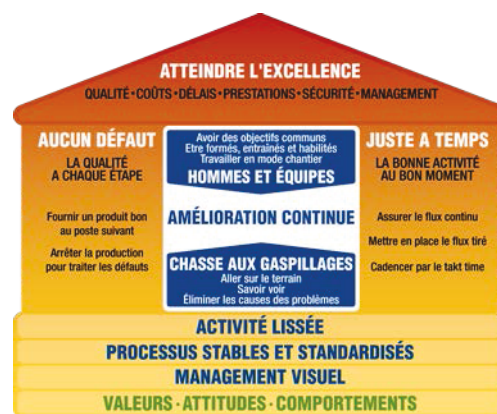 ATTEINDRE L'EXCELLENCE
QUALITÉ•COÛTS•DÉLAIS•PRESTATIONS•SÉCURITÉ•MANAGEMENT
AUCUN DÉFAUT
LA QUALITÉ
A CHAQUE ÉTAPE
Fournir un produit bon
au poste suivant
Arrêter la production
pour traiter les défauts
Avoir des objectifs communs
Etre formés, entraînés et habilités
Travailler en mode chantier
HOMMES ET ÉQUIPES
AMÉLIORATION CONTINUE
CHASSE AUX GASPILLAGES
Aller sur le terrain
Savoir voir
Éliminer les causes des problèmes
JUSTE A TEMPS
LA BONNE ACTIVITÉ
AU BON MOMENT
Assurer le flux continu
Mettre en place le flux tiré
Cadencer par le takt time
ACTIVITÉ LISSÉE
PROCESSUS STABLES ET STANDARDISÉS
MANAGEMENT VISUEL
VALEURS · ATTITUDES · COMPORTEMENTS